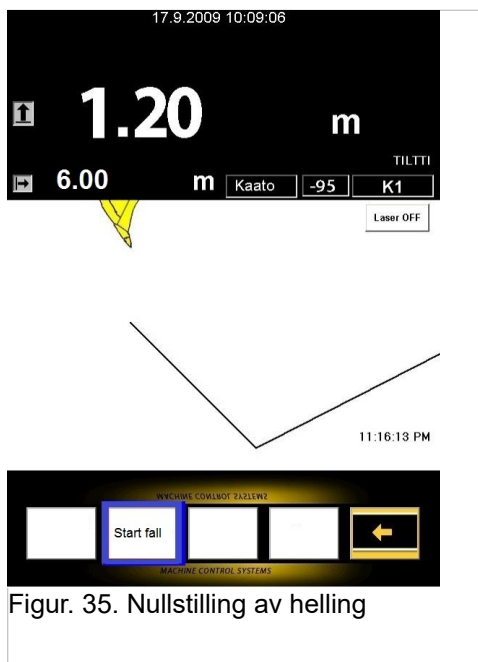 17.9.2009 10:09:06
1.20 m
TILTTI
6.00 m Kaato -95 K1
Laser OFF
11:16:13 PM
MACHINE CONTROL SYSTEMS
Start fall
MACHINE CONTROL SYSTEMS
Figur. 35. Nullstilling av helling